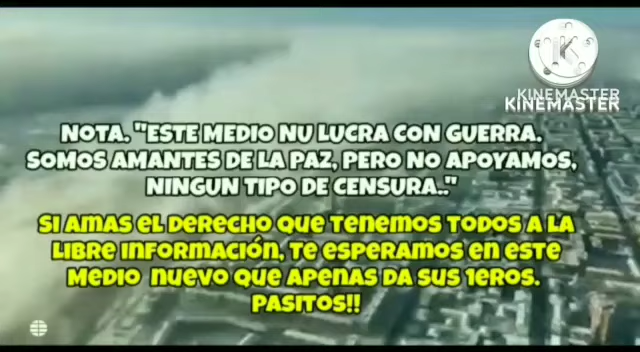 KINEMASTER
KINEMASTER
NOTA. "ESTE MEDIO NU LUCRA CON GUERRA.
SOMOS AMANTES DE LA PAZ, PERO NO APOYAMOS,
NINGUN TIPO DE CENSURA.."
SI AMAS EL DERECHO QUE TENEMOS TODOS A LA
LIBRE INFORMACIÓN, TE ESPERAMOS EN ESTE
MEDIO NUEVO QUE APENAS DA SUS 1EROS.
PASITOS!!